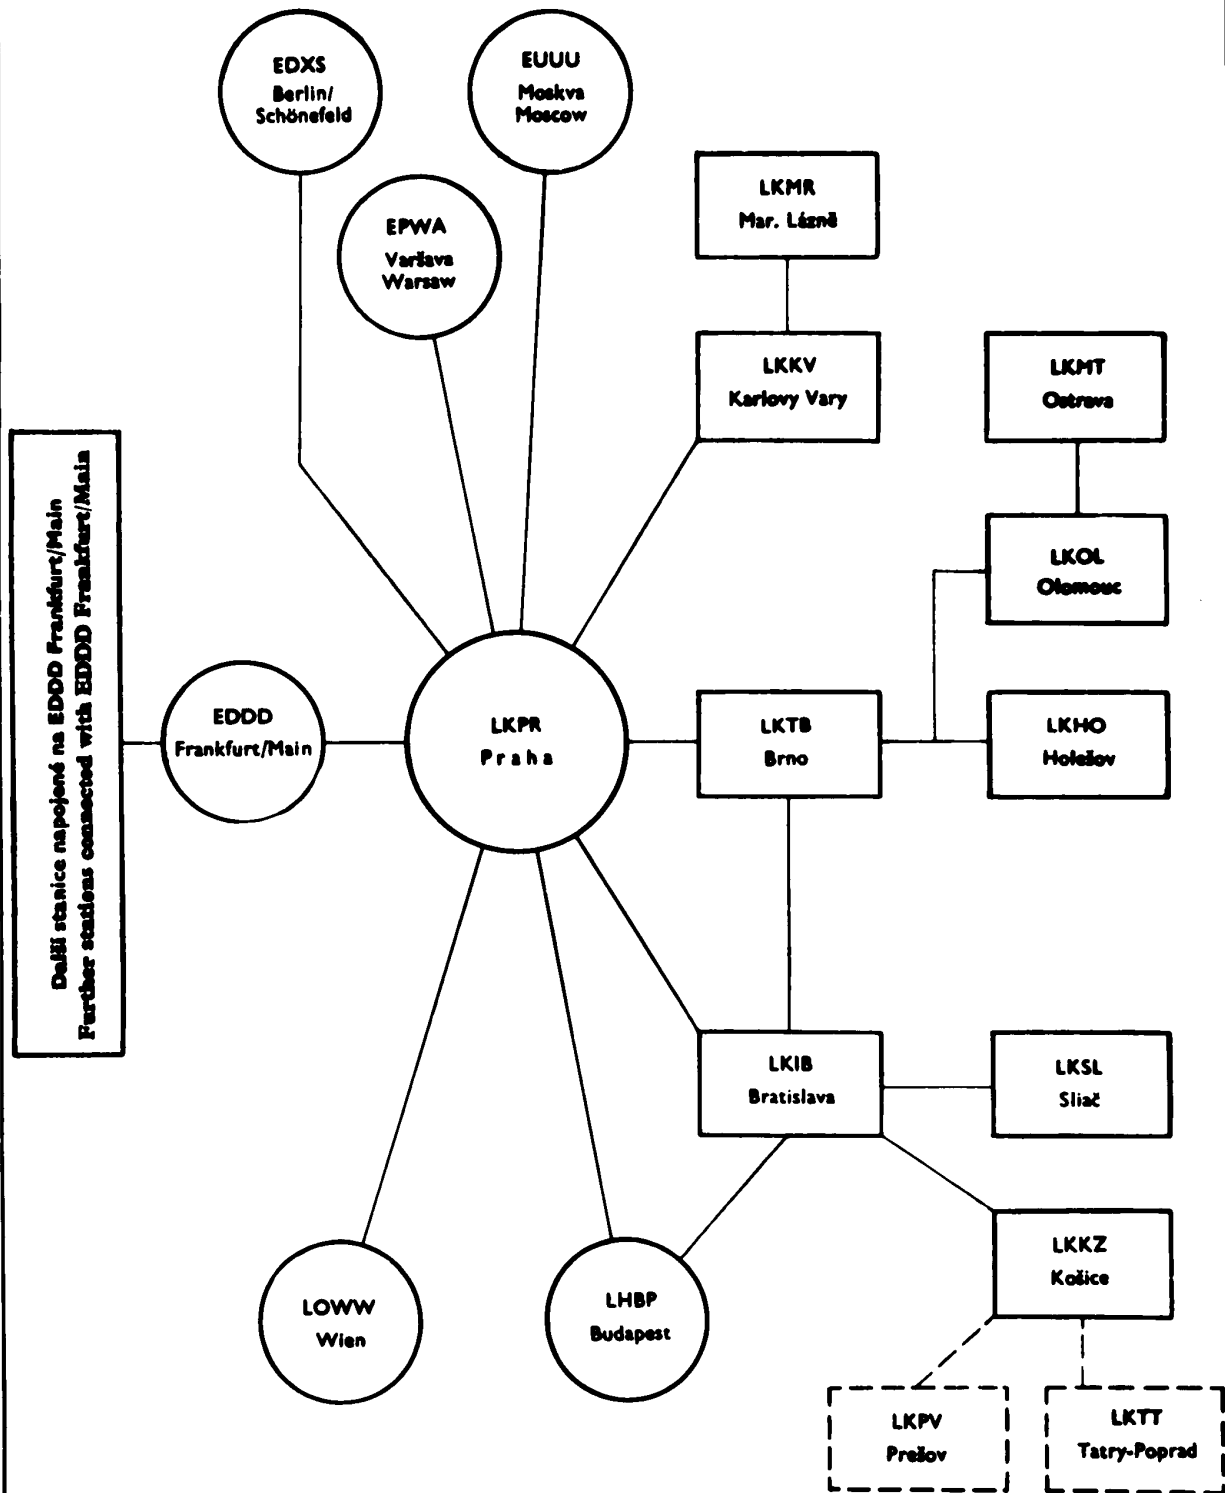 EDXS
Berlin/
Schönefeld
EUUU
Moskva
Moscow
EPWA
Varšava
Warsaw
LKMR
Mar. Lázně
LKKV
Karlovy Vary
LKMT
Ostrava
LKOL
Olomouc
Další stanice napojené na EDDD Frankfurt/Main
Further stations connected with EDDD Frankfurt/Main
EDDD
Frankfurt/Main
LKPR
Praha
LKTB
Brno
LKHO
Holešov
LKIB
Bratislava
LKSL
Sliač
LKKZ
Košice
LOWW
Wien
LHBP
Budapest
LKPV
Prešov
LKTT
Tatry-Poprad